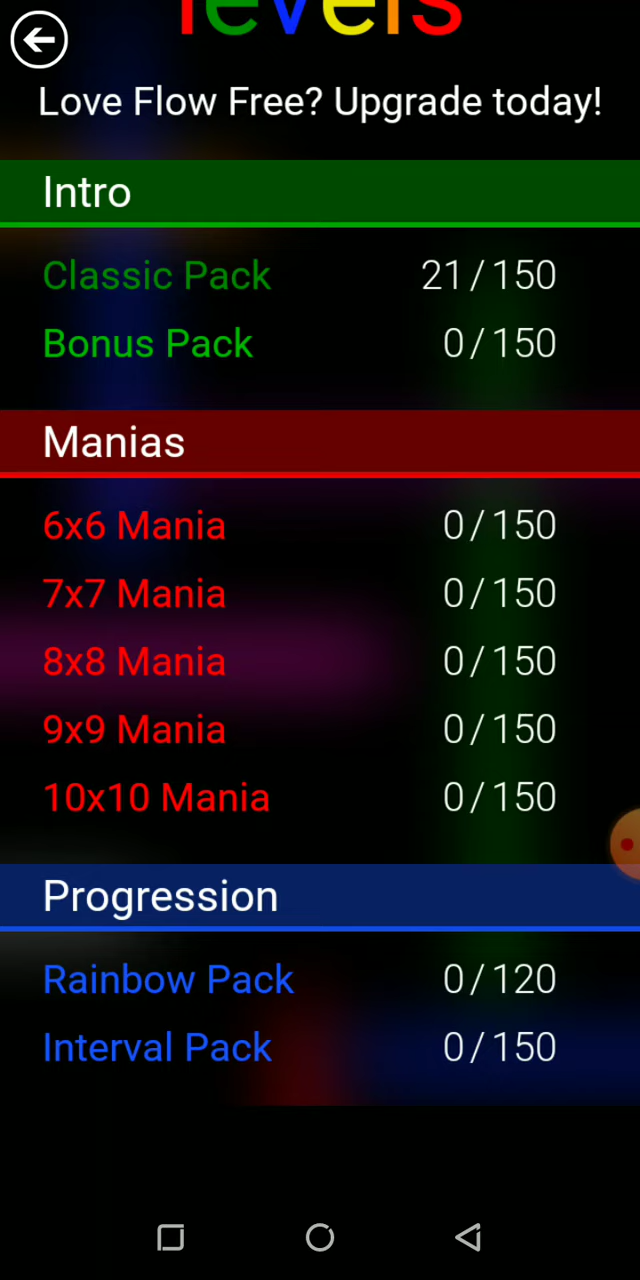 levels
Love Flow Free? Upgrade today!
Intro
Classic Pack 21/150
Bonus Pack 0/150
Manias
6x6 Mania 0/150
7x7 Mania 0/150
8x8 Mania 0/150
9x9 Mania 0/150
10x10 Mania 0/150
Progression
Rainbow Pack 0/120
Interval Pack 0/150